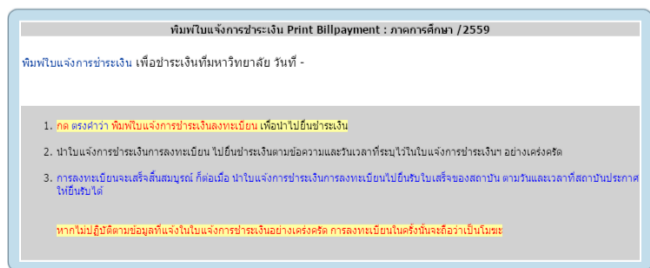 พิมพ์ใบแจ้งการชำระเงิน Print Billpayment : ภาคการศึกษา /2559
พิมพ์ใบแจ้งการชำระเงิน เพื่อชำระเงินที่มหาวิทยาลัย วันที่ -
1. กด ตรงคำว่า พิมพ์ใบแจ้งการชำระเงินลงทะเบียน เพื่อนำไปยื่นชำระเงิน
2. นำใบแจ้งการชำระเงินการลงทะเบียน ไปยื่นชำระเงินตามข้อความและวันเวลาที่ระบุไว้ในใบแจ้งการชำระเงินฯ อย่างเคร่งครัด
3. การลงทะเบียนจะเสร็จสิ้นสมบูรณ์ ก็ต่อเมื่อ นำใบแจ้งการชำระเงินการลงทะเบียนไปยื่นรับใบเสร็จของสถาบัน ตามวันและเวลาที่สถาบันประกาศ
ให้ยื่นรับได้
หากไม่ปฏิบัติตามข้อมูลที่แจ้งในใบแจ้งการชำระเงินอย่างเคร่งครัด การลงทะเบียนในครั้งนั้นจะถือว่าเป็นโมฆะ